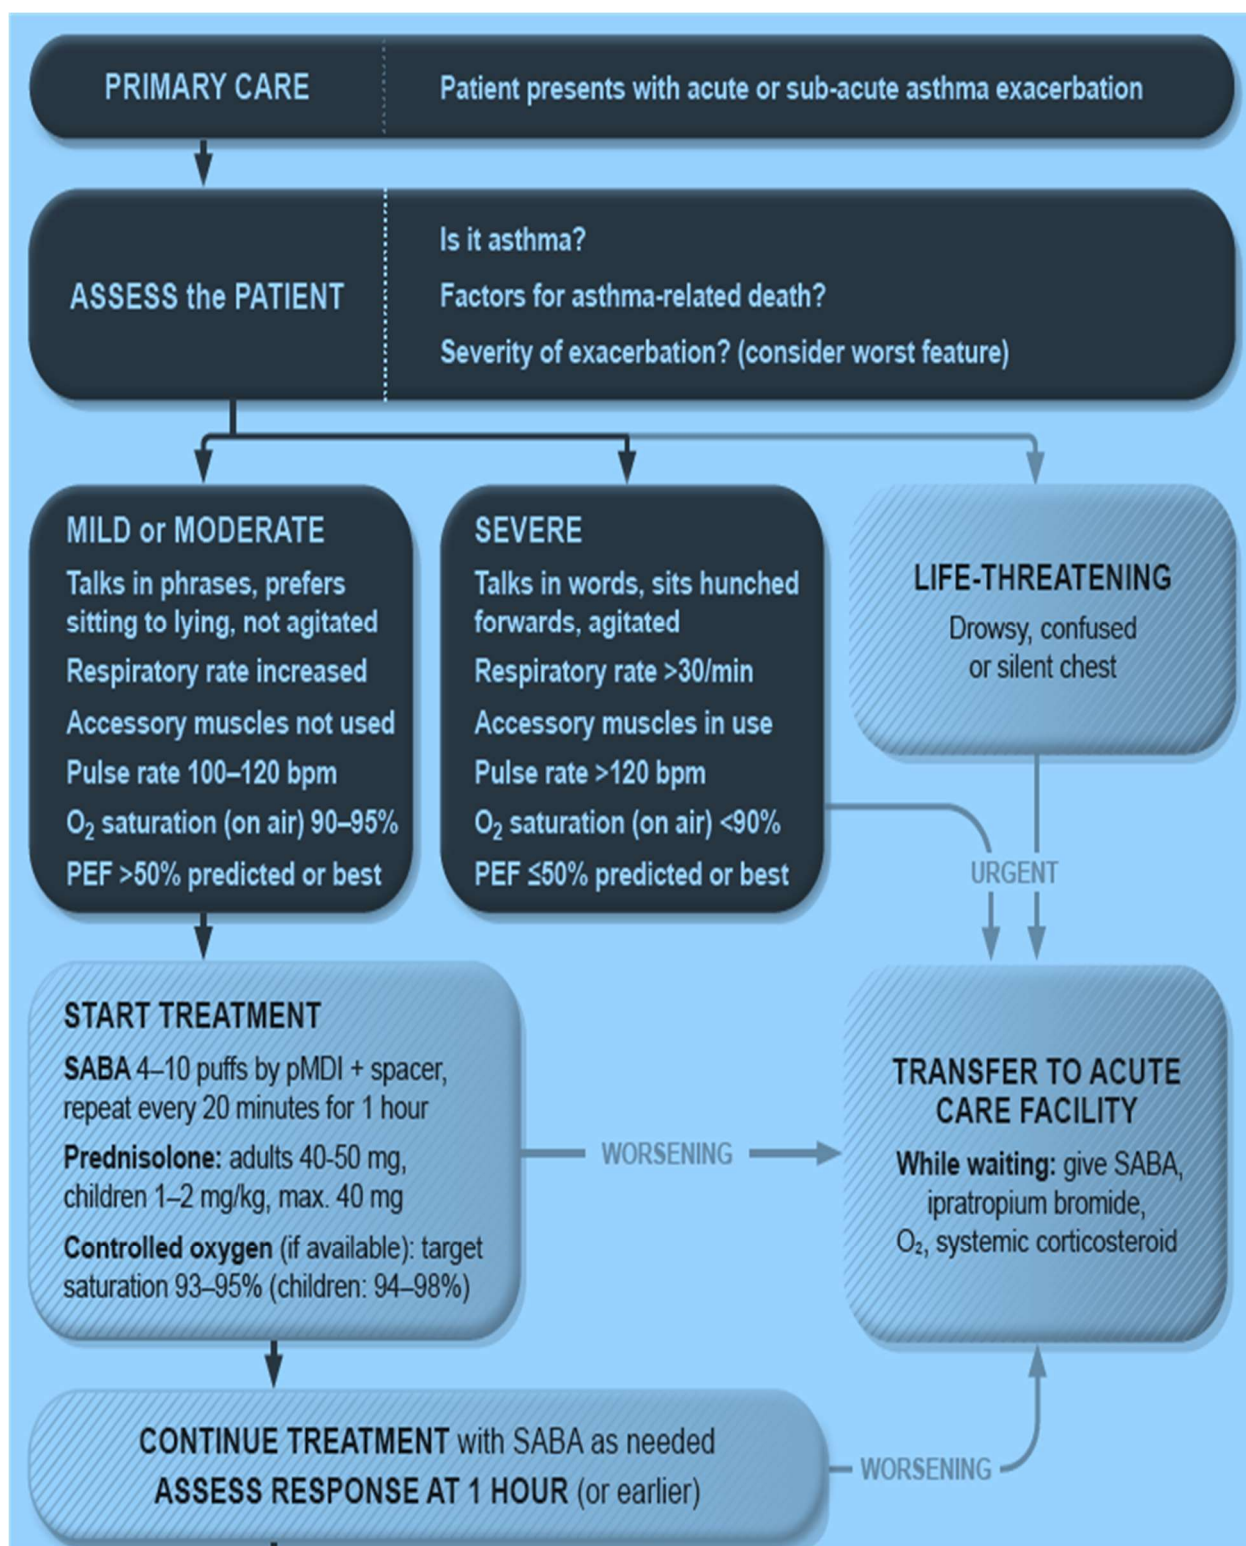 PRIMARY CARE
Patient presents with acute or sub-acute asthma exacerbation
ASSESS the PATIENT
Is it asthma?
Factors for asthma-related death?
Severity of exacerbation? (consider worst feature)
MILD or MODERATE
Talks in phrases, prefers
sitting to lying, not agitated
Respiratory rate increased
Accessory muscles not used
Pulse rate 100–120 bpm
O₂ saturation (on air) 90–95%
PEF >50% predicted or best
SEVERE
Talks in words, sits hunched
forwards, agitated
Respiratory rate >30/min
Accessory muscles in use
Pulse rate >120 bpm
O₂ saturation (on air) <90%
PEF ≤50% predicted or best
LIFE-THREATENING
Drowsy, confused
or silent chest
URGENT
START TREATMENT
SABA 4–10 puffs by pMDI + spacer,
repeat every 20 minutes for 1 hour
Prednisolone: adults 40-50 mg,
children 1–2 mg/kg, max. 40 mg
Controlled oxygen (if available): target
saturation 93–95% (children: 94–98%)
WORSENING
TRANSFER TO ACUTE
CARE FACILITY
While waiting: give SABA,
ipratropium bromide,
O₂, systemic corticosteroid
CONTINUE TREATMENT with SABA as needed
ASSESS RESPONSE AT 1 HOUR (or earlier)
WORSENING